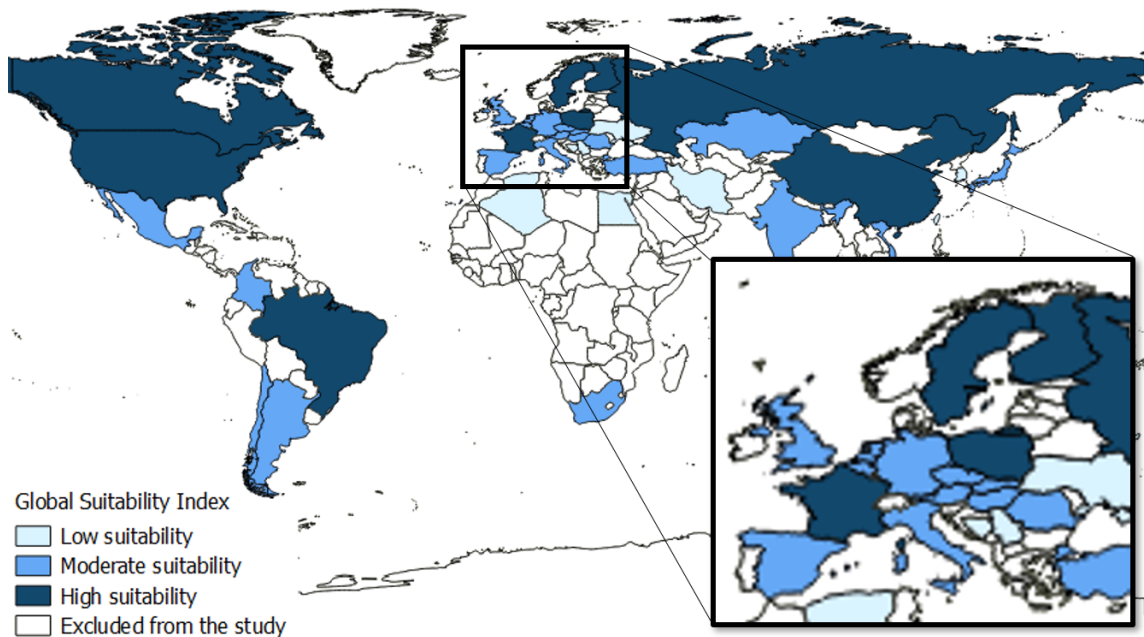 Global Suitability Index
Low suitability
Moderate suitability
High suitability
Excluded from the study